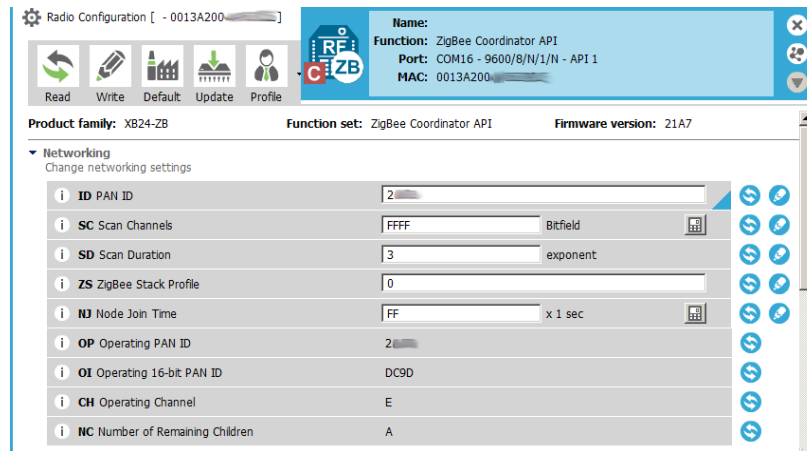 Radio Configuration [ - 0013A200 ]
Name:
Function: ZigBee Coordinator API
Port: COM16 - 9600/8/N/1/N - API 1
MAC: 0013A200
RF
C ZB
Read Write Default Update Profile
Product family: XB24-ZB Function set: ZigBee Coordinator API Firmware version: 21A7
Networking
Change networking settings
i ID PAN ID 2
i SC Scan Channels FFFF Bitfield
i SD Scan Duration 3 exponent
i ZS ZigBee Stack Profile 0
i NJ Node Join Time FF x 1 sec
i OP Operating PAN ID 2
i OI Operating 16-bit PAN ID DC9D
i CH Operating Channel E
i NC Number of Remaining Children A